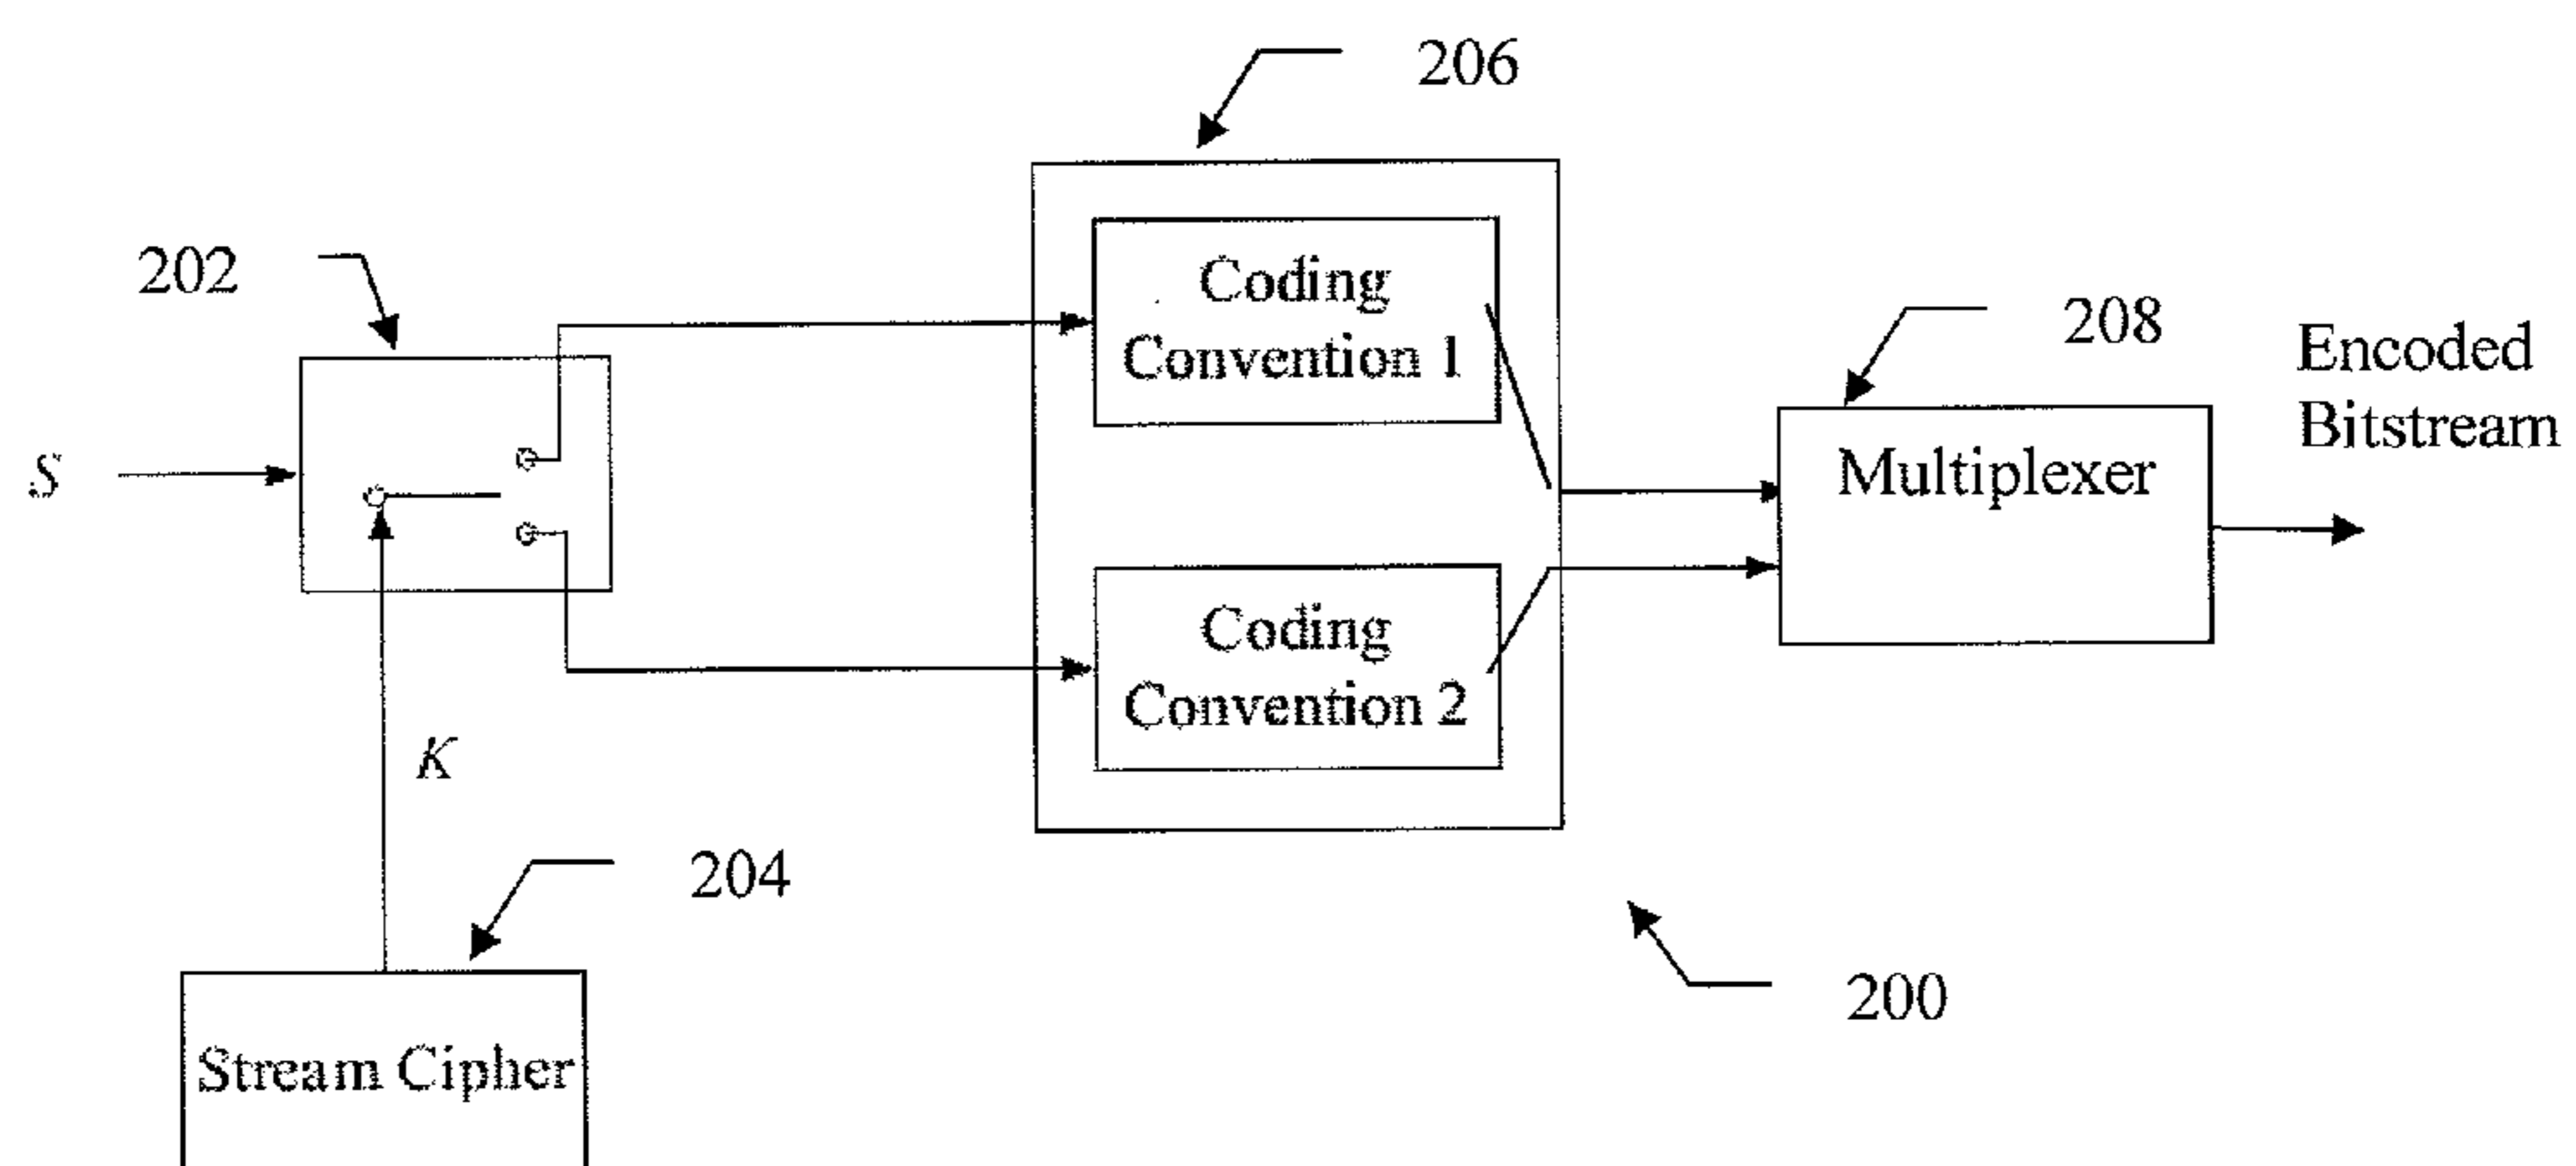 206
202
Coding
Convention 1
208
Encoded
Bitstream
S
Multiplexer
Coding
Convention 2
K
204
200
Stream Cipher